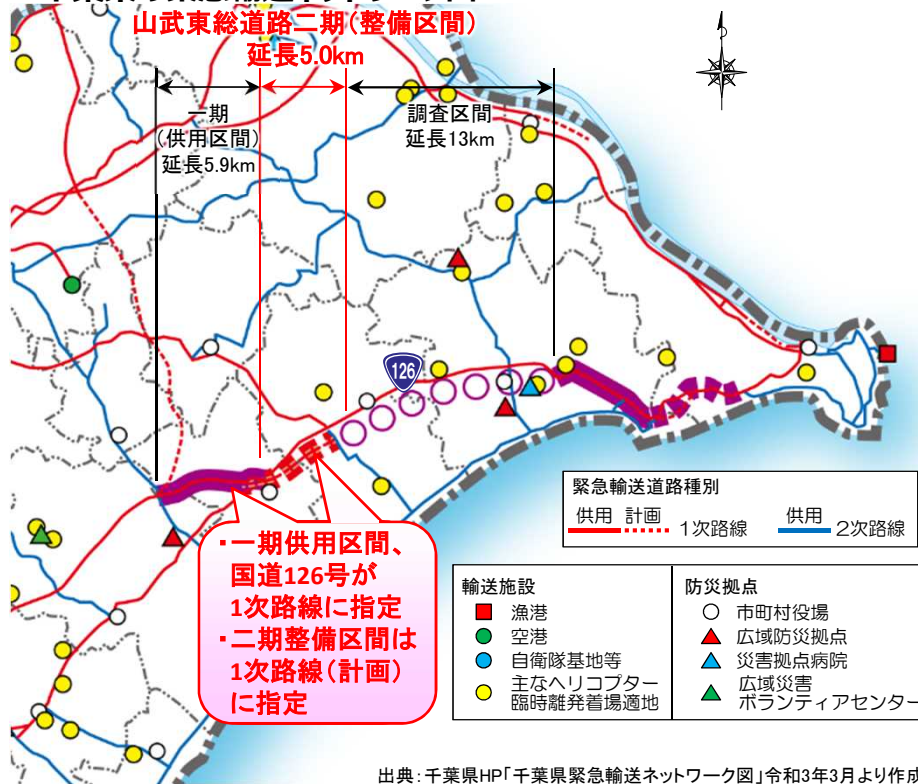 山武東総道路二期(整備区間)
延長5.0km
一期
(供用区間)
延長5.9km
調査区間
延長13km
126
・一期供用区間、
国道126号が
1次路線に指定
・二期整備区間は
1次路線(計画)
に指定
緊急輸送道路種別
供用 計画 1次路線 供用 2次路線
輸送施設
漁港
空港
自衛隊基地等
主なヘリコプター
臨時離発着場適地
防災拠点
市町村役場
広域防災拠点
災害拠点病院
広域災害
ボランティアセンター
出典:千葉県HP「千葉県緊急輸送ネットワーク図」令和3年3月より作成